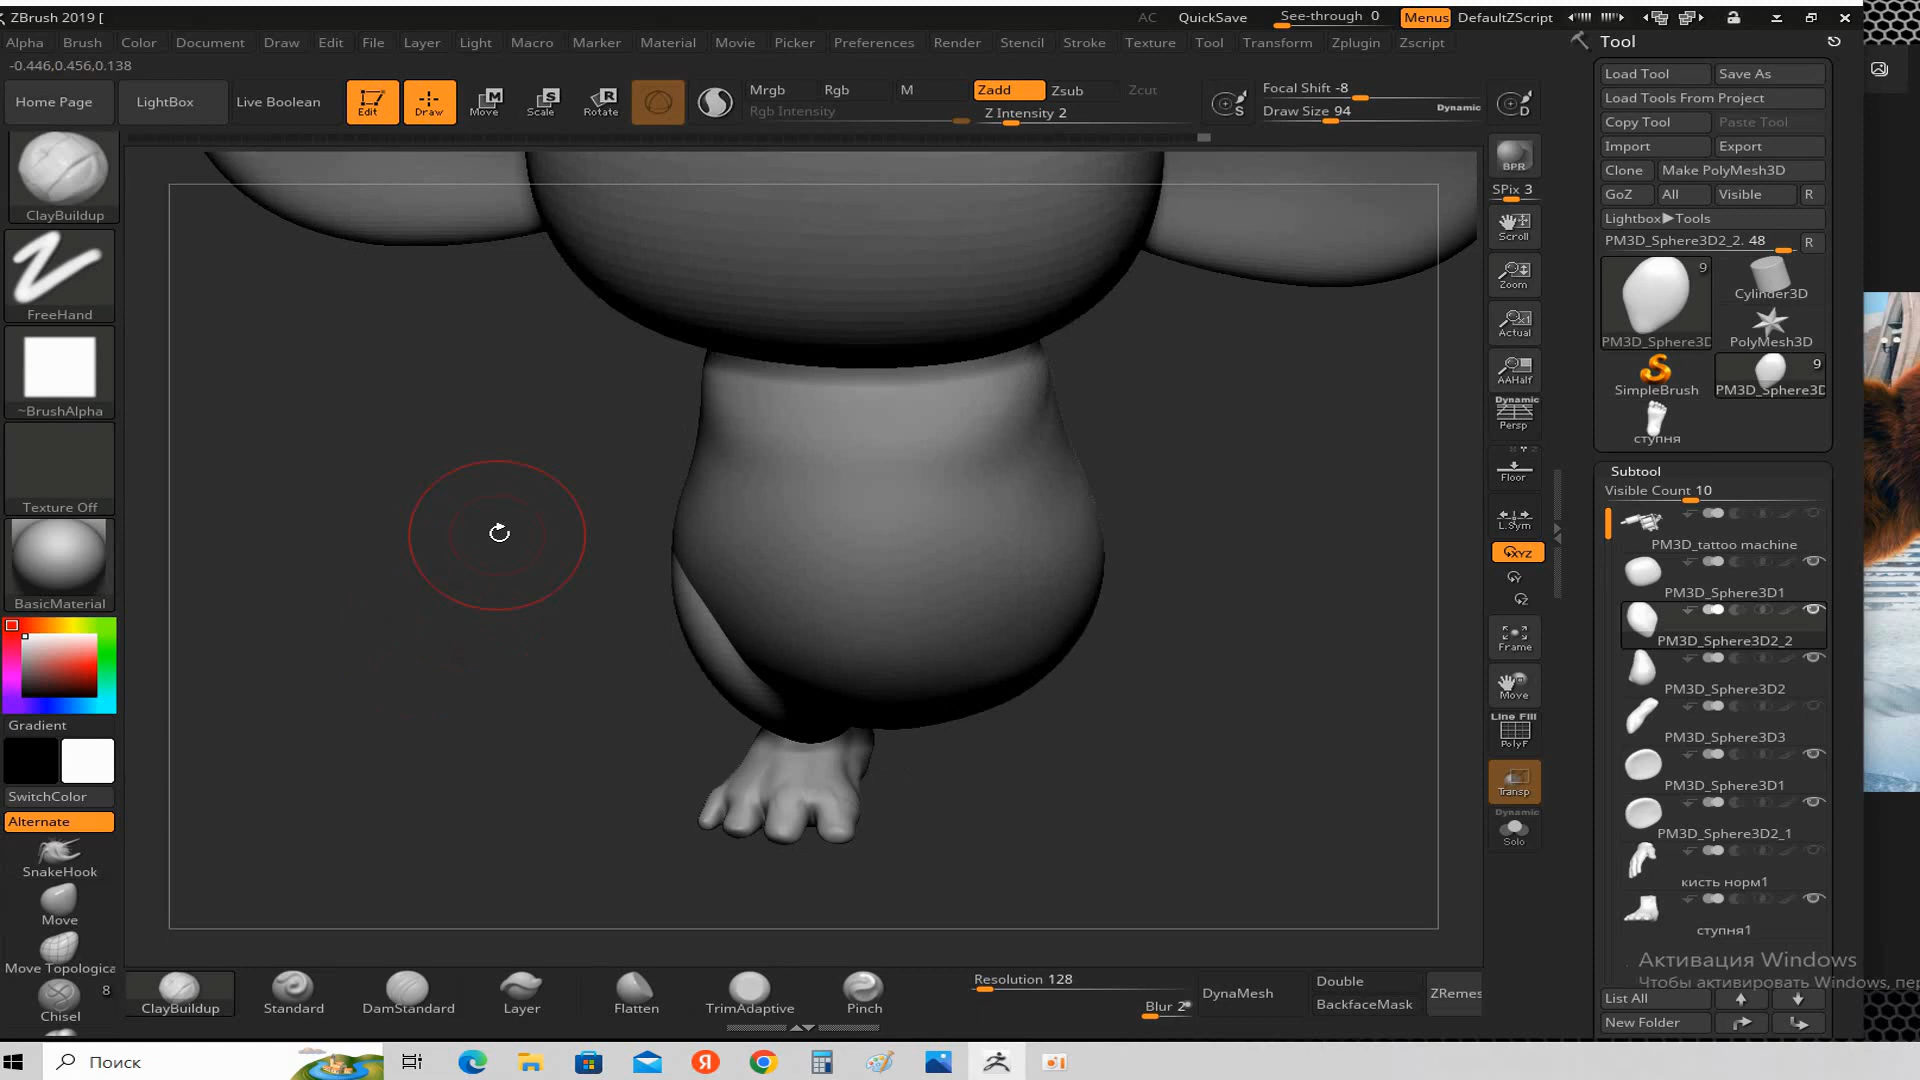 ZBrush 2019 [
AC
QuickSave
See-through 0
Menus
DefaultZScript
Alpha Brush Color Document Draw Edit File Layer Light Macro Marker Material Movie Picker Preferences Render Stencil Stroke Texture Tool Transform Zplugin Zscript
Tool
-0.446,0.456,0.138
Home Page
LightBox
Live Boolean
Edit
Draw
Move
Scale
Rotate
Mrgb Rgb M
Rgb Intensity
Zadd Zsub Zcut
Z Intensity 2
Focal Shift -8
Draw Size 94
Dynamic
Load Tool
Save As
Load Tools From Project
Copy Tool
Paste Tool
Import
Export
Clone
Make PolyMesh3D
GoZ
All
Visible
R
Lightbox▶Tools
PM3D_Sphere3D2_2. 48
R
9
PM3D_Sphere3D
Cylinder3D
PolyMesh3D
SimpleBrush
9
PM3D_Sphere3D
ступня
Subtool
Visible Count 10
PM3D_tattoo machine
PM3D_Sphere3D1
PM3D_Sphere3D2_2
PM3D_Sphere3D2
PM3D_Sphere3D3
PM3D_Sphere3D1
PM3D_Sphere3D2_1
кисть норм1
ступня1
List All
New Folder
ClayBuildup
FreeHand
~BrushAlpha
Texture Off
BasicMaterial
Gradient
SwitchColor
Alternate
SnakeHook
Move
Move Topologica
8
Chisel
BPR
SPix 3
Scroll
Zoom
Actual
AAHalf
Dynamic
Persp
Floor
L.Sym
XYZ
Frame
Move
Line Fill
PolyF
Transp
Dynamic
Solo
ClayBuildup
Standard
DamStandard
Layer
Flatten
TrimAdaptive
Pinch
Resolution 128
Blur 2
DynaMesh
Double
BackfaceMask
ZRemes
Активация Windows
Чтобы активировать Windows, пер
Поиск